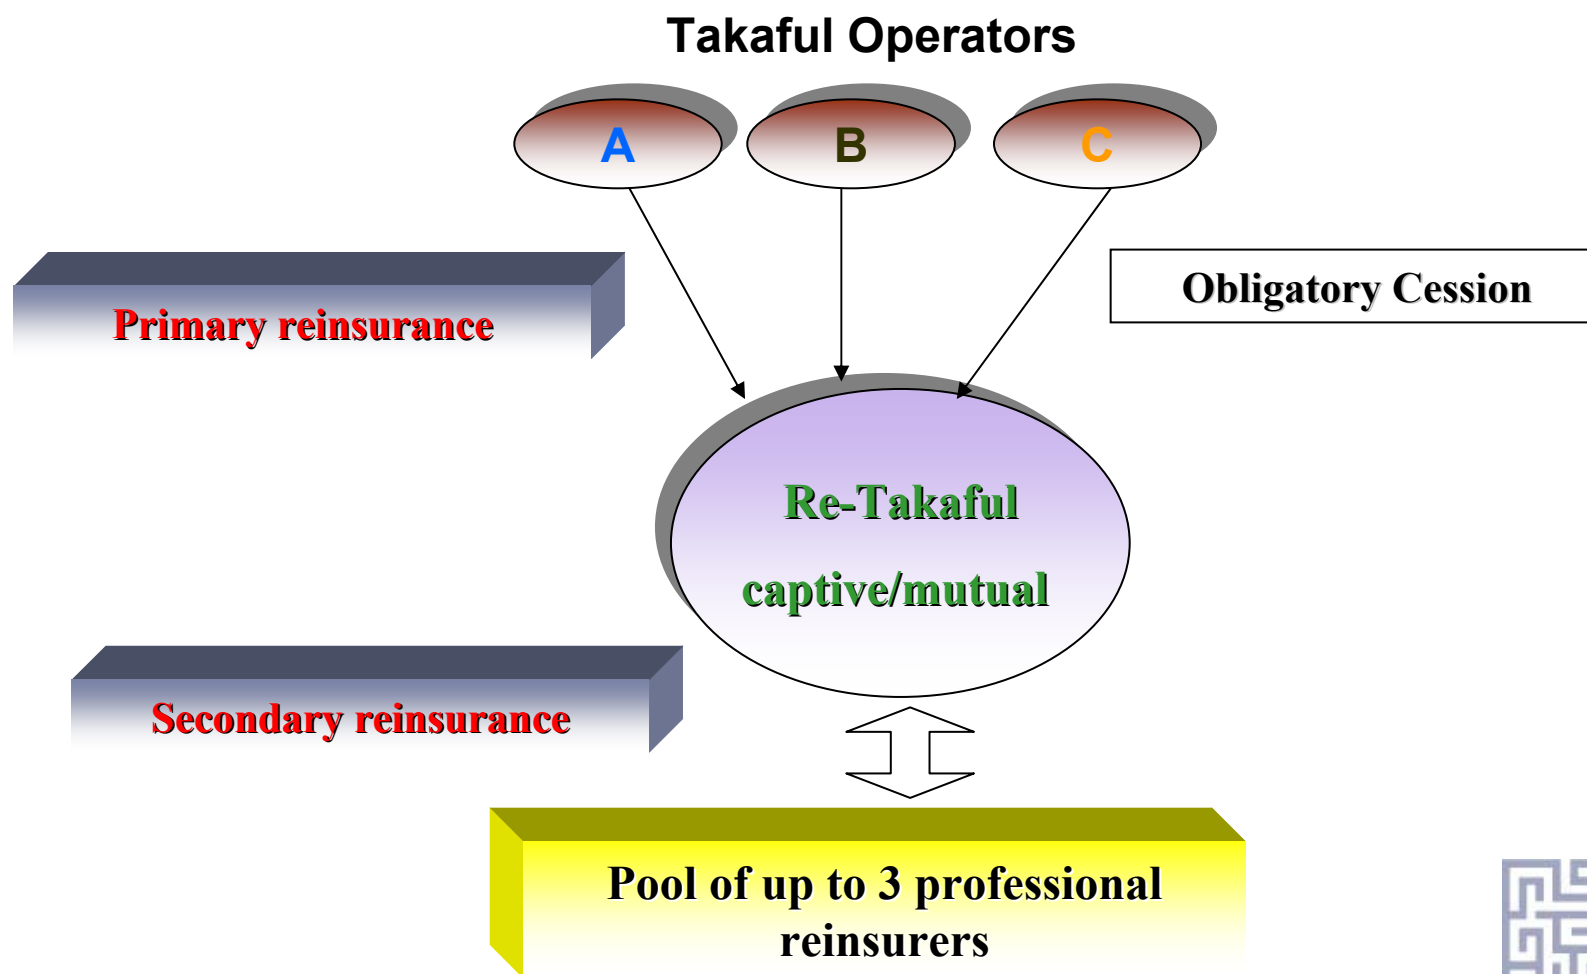 Takaful Operators
A
B
C
Primary reinsurance
Obligatory Cession
Re-Takaful
captive/mutual
Secondary reinsurance
Pool of up to 3 professional
reinsurers